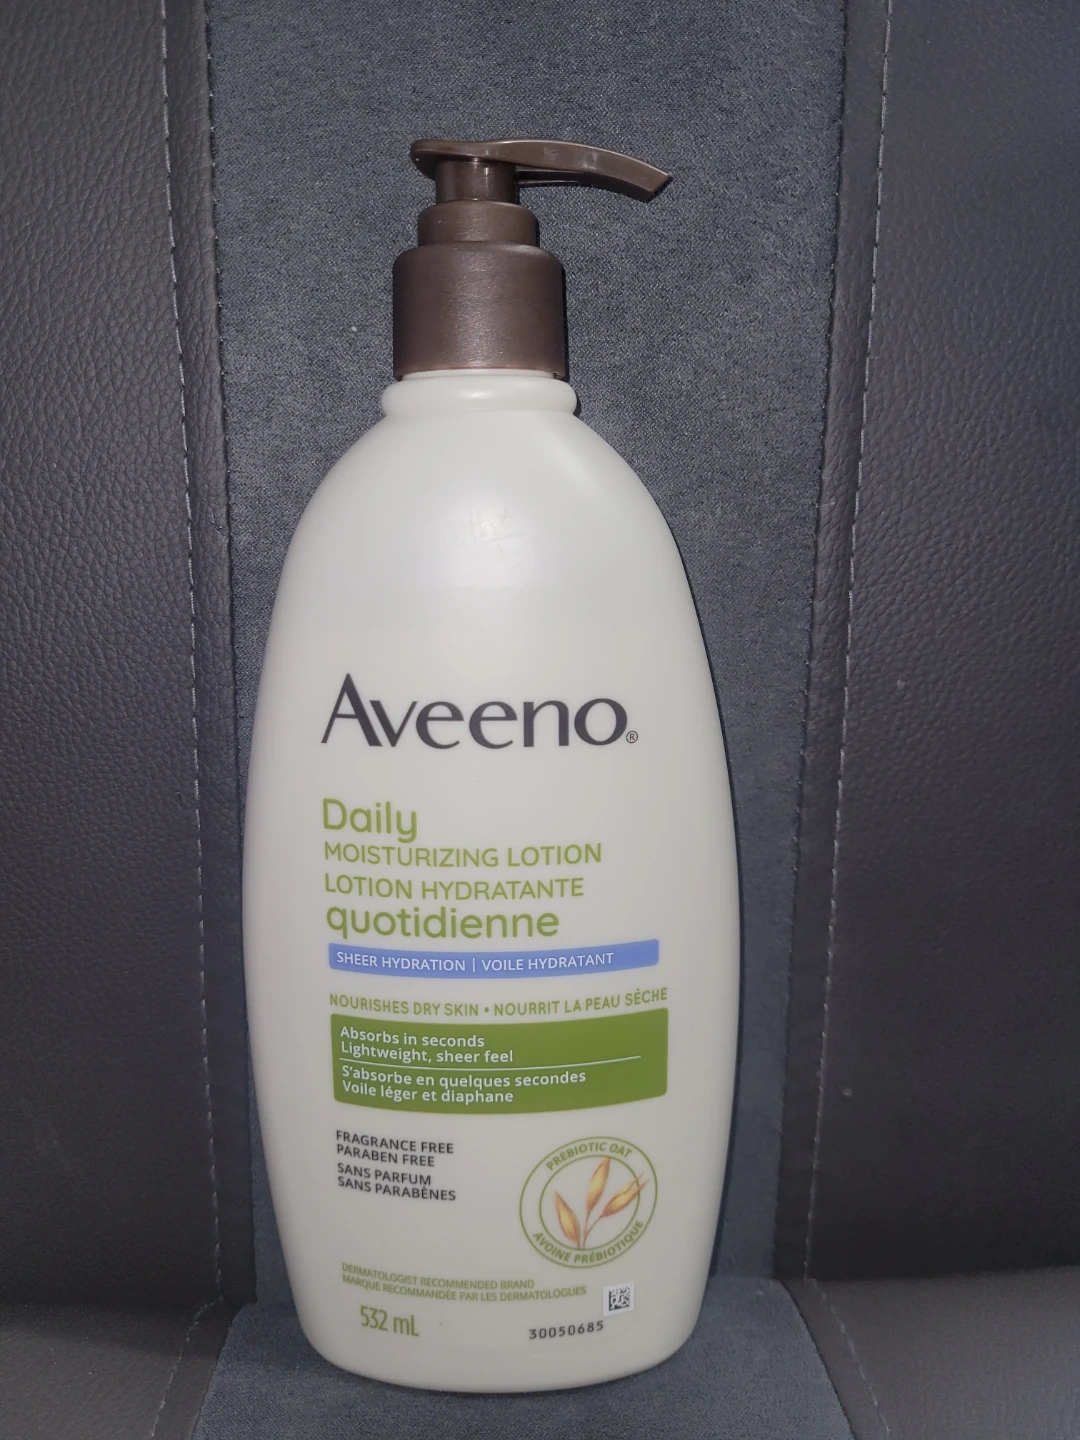 Aveeno®
Daily
MOISTURIZING LOTION
LOTION HYDRATANTE
quotidienne
SHEER HYDRATION | VOILE HYDRATANT
NOURISHES DRY SKIN • NOURRIT LA PEAU SÈCHE
Absorbs in seconds
Lightweight, sheer feel
S'absorbe en quelques secondes
Voile léger et diaphane
FRAGRANCE FREE
PARABEN FREE
SANS PARFUM
SANS PARABÈNES
PREBIOTIC OAT
AVOINE PRÉBIOTIQUE
DERMATOLOGIST RECOMMENDED BRAND
MARQUE RECOMMANDÉE PAR LES DERMATOLOGUES
532 mL
30050685